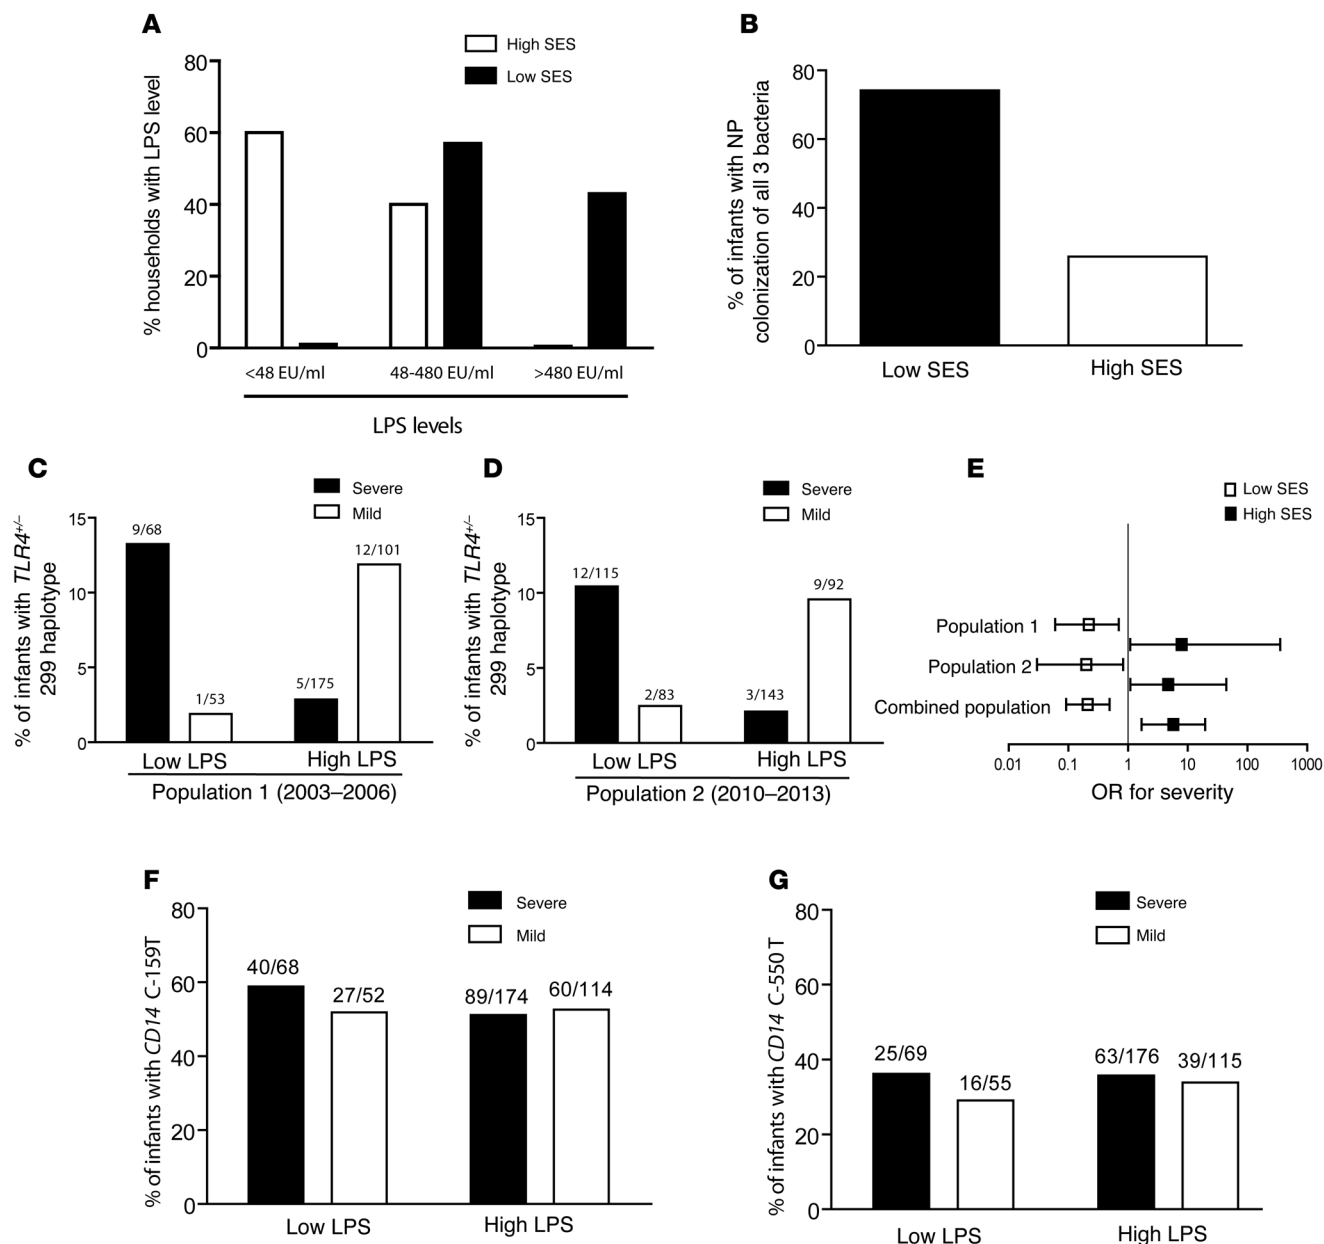 A
High SES
Low SES
% households with LPS level
80
60
40
20
0
<48 EU/ml
48-480 EU/ml
>480 EU/ml
LPS levels
B
% of infants with NP
colonization of all 3 bacteria
80
60
40
20
0
Low SES
High SES
C
Severe
Mild
% of infants with TLR4+/–
299 haplotype
15
10
5
0
9/68
1/53
5/175
12/101
Low LPS
High LPS
Population 1 (2003–2006)
D
Severe
Mild
% of infants with TLR4+/–
299 haplotype
15
10
5
0
12/115
2/83
3/143
9/92
Low LPS
High LPS
Population 2 (2010–2013)
E
Low SES
High SES
Population 1
Population 2
Combined population
0.01
0.1
1
10
100
1000
OR for severity
F
Severe
Mild
% of infants with CD14 C-159T
80
60
40
20
0
40/68
27/52
89/174
60/114
Low LPS
High LPS
G
Severe
Mild
% of infants with CD14 C-550T
80
60
40
20
0
25/69
16/55
63/176
39/115
Low LPS
High LPS